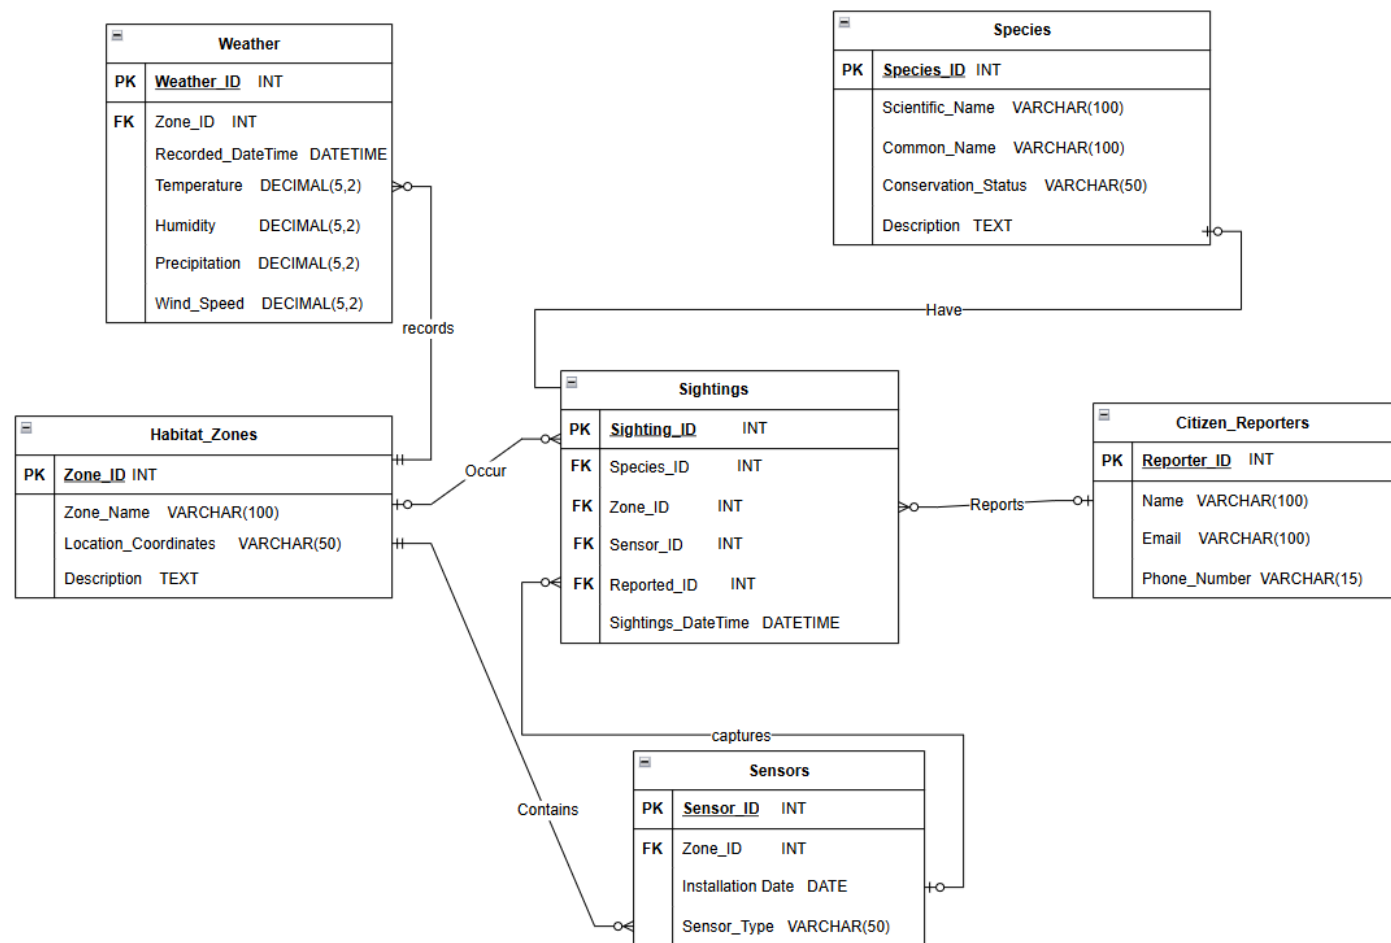 Weather
PK Weather_ID INT
FK Zone_ID INT
Recorded_DateTime DATETIME
Temperature DECIMAL(5,2)
Humidity DECIMAL(5,2)
Precipitation DECIMAL(5,2)
Wind_Speed DECIMAL(5,2)
Species
PK Species_ID INT
Scientific_Name VARCHAR(100)
Common_Name VARCHAR(100)
Conservation_Status VARCHAR(50)
Description TEXT
records
Have
Habitat_Zones
PK Zone_ID INT
Zone_Name VARCHAR(100)
Location_Coordinates VARCHAR(50)
Description TEXT
Occur
Sightings
PK Sighting_ID INT
FK Species_ID INT
FK Zone_ID INT
FK Sensor_ID INT
FK Reported_ID INT
Sightings_DateTime DATETIME
Reports
Citizen_Reporters
PK Reporter_ID INT
Name VARCHAR(100)
Email VARCHAR(100)
Phone_Number VARCHAR(15)
captures
Contains
Sensors
PK Sensor_ID INT
FK Zone_ID INT
Installation Date DATE
Sensor_Type VARCHAR(50)